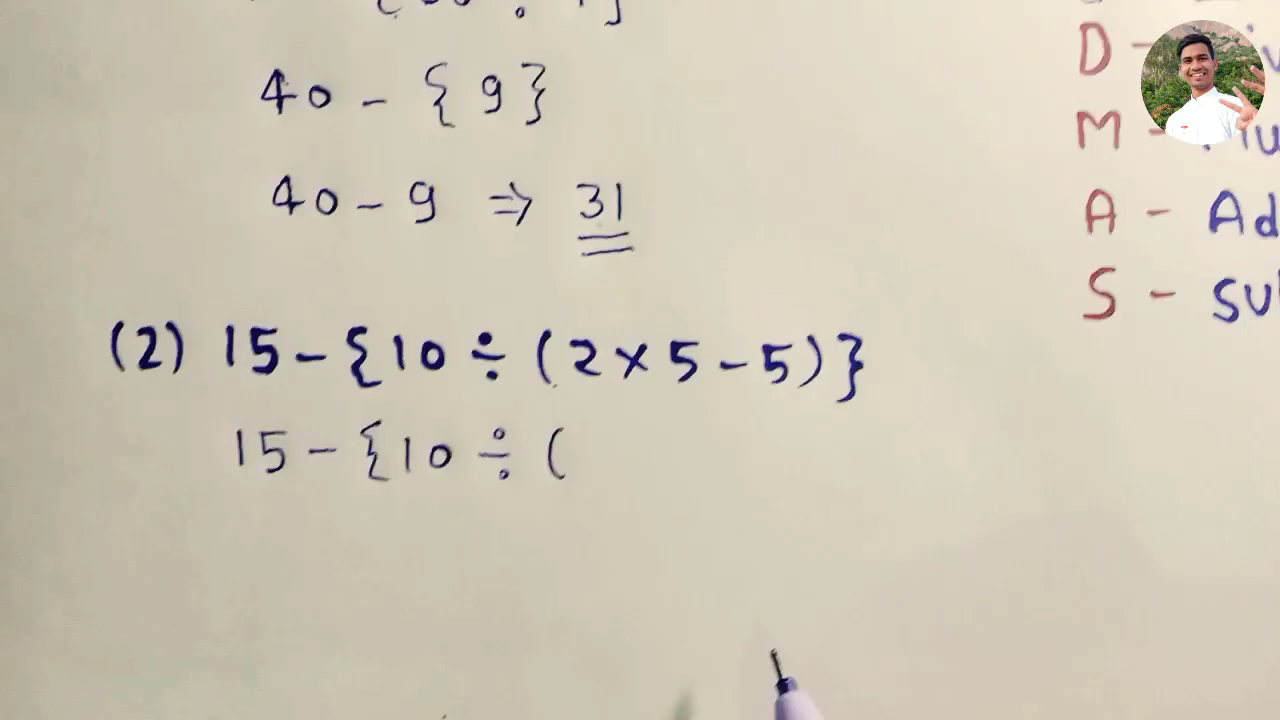 40 - { 9 }
40 - 9 ⇒ 31
(2) 15 - {10 ÷ (2 × 5 - 5)}
15 - {10 ÷ (
D -
M -
A - Ad
S - Su